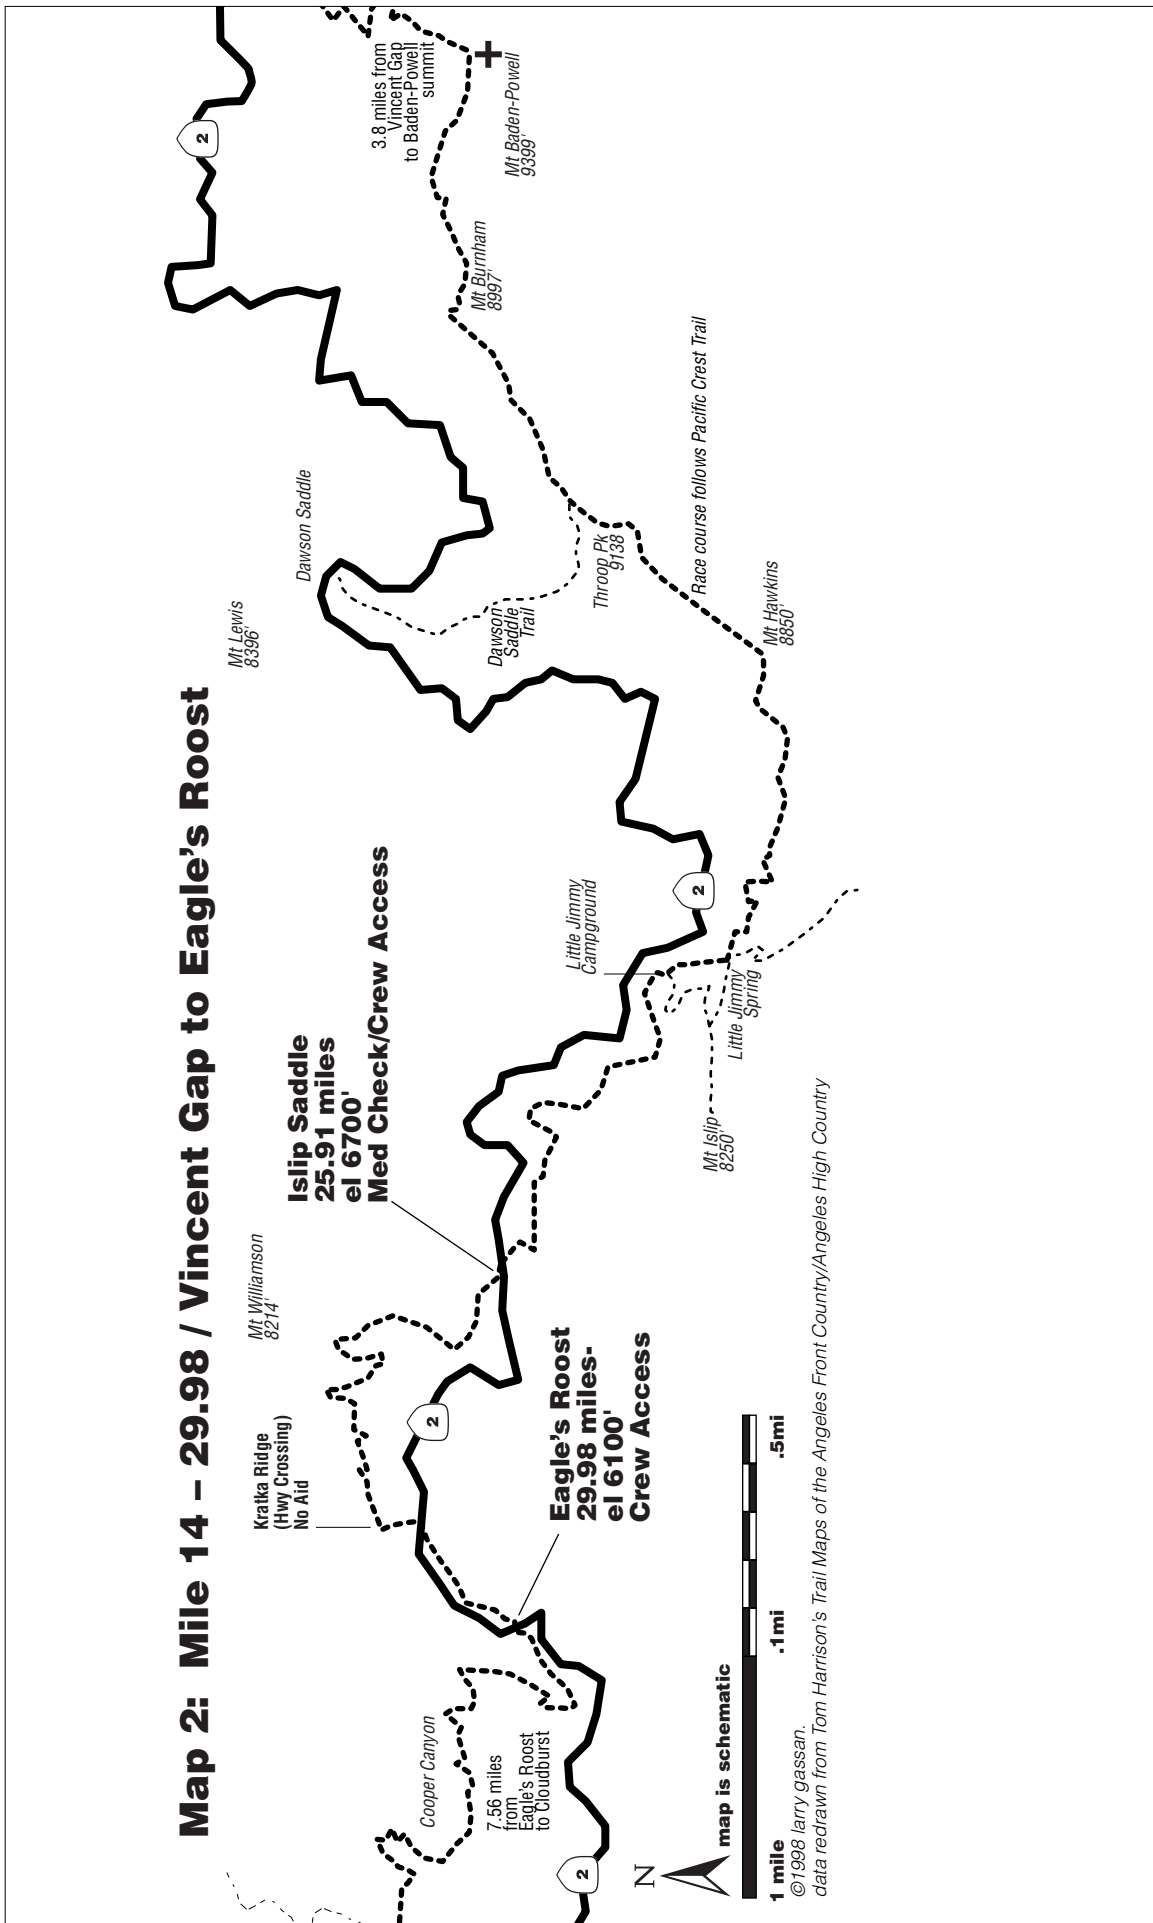 Map 2:  Mile 14 – 29.98 / Vincent Gap to Eagle's Roost
Mt Williamson
8214'
Mt Lewis
8396'
Kratka Ridge
(Hwy Crossing)
No Aid
Islip Saddle
25.91 miles
el 6700'
Med Check/Crew Access
Dawson Saddle
2
3.8 miles from
Vincent Gap
to Baden-Powell
summit
Mt Baden-Powell
9399'
Mt Burnham
8997'
Cooper Canyon
2
7.56 miles
from
Eagle's Roost
to Cloudburst
Eagle's Roost
29.98 miles-
el 6100'
Crew Access
Dawson
Saddle
Trail
Little Jimmy
Campground
Throop Pk
9138'
2
2
Race course follows Pacific Crest Trail
Mt Hawkins
8850'
Little Jimmy
Spring
Mt Islip
8250'
N
map is schematic
1 mile
.1mi
.5mi
©1998 larry gassan.
data redrawn from Tom Harrison's Trail Maps of the Angeles Front Country/Angeles High Country